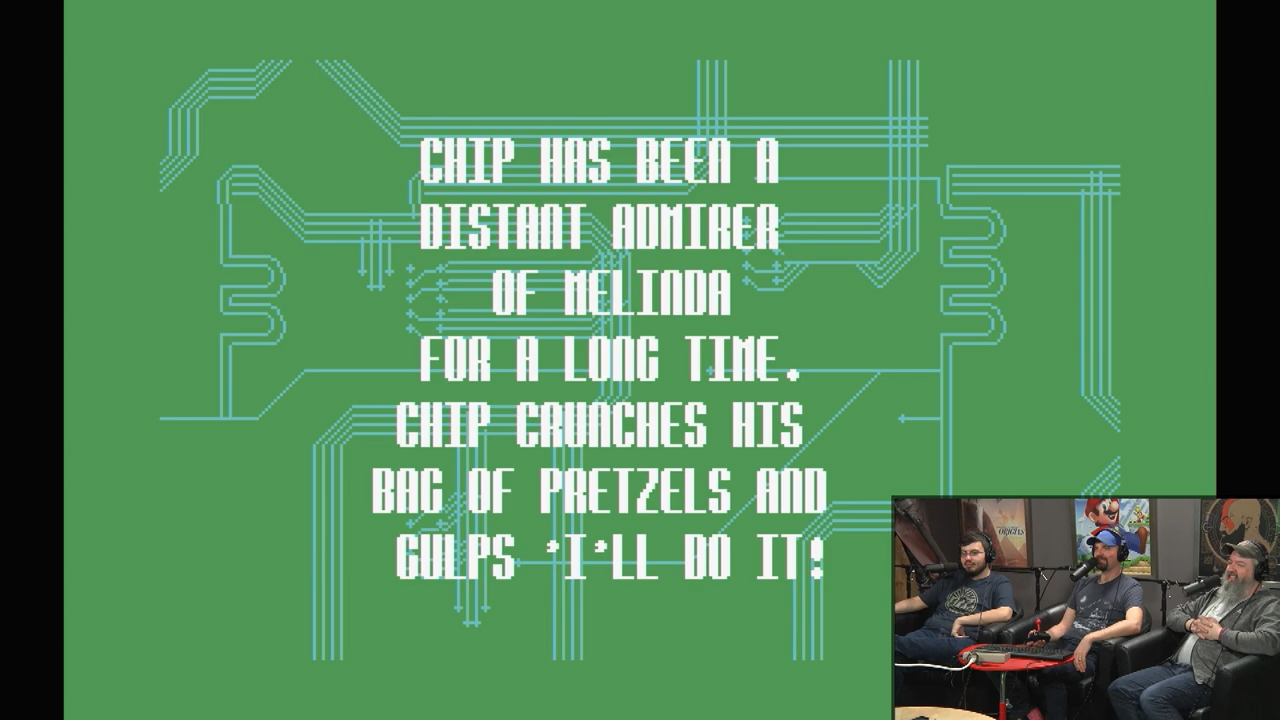 CHIP HAS BEEN A
DISTANT ADMIRER
OF MELINDA
FOR A LONG TIME.
CHIP CRUNCHES HIS
BAG OF PRETZELS AND
GULPS 'I'LL DO IT!
ORIGINS